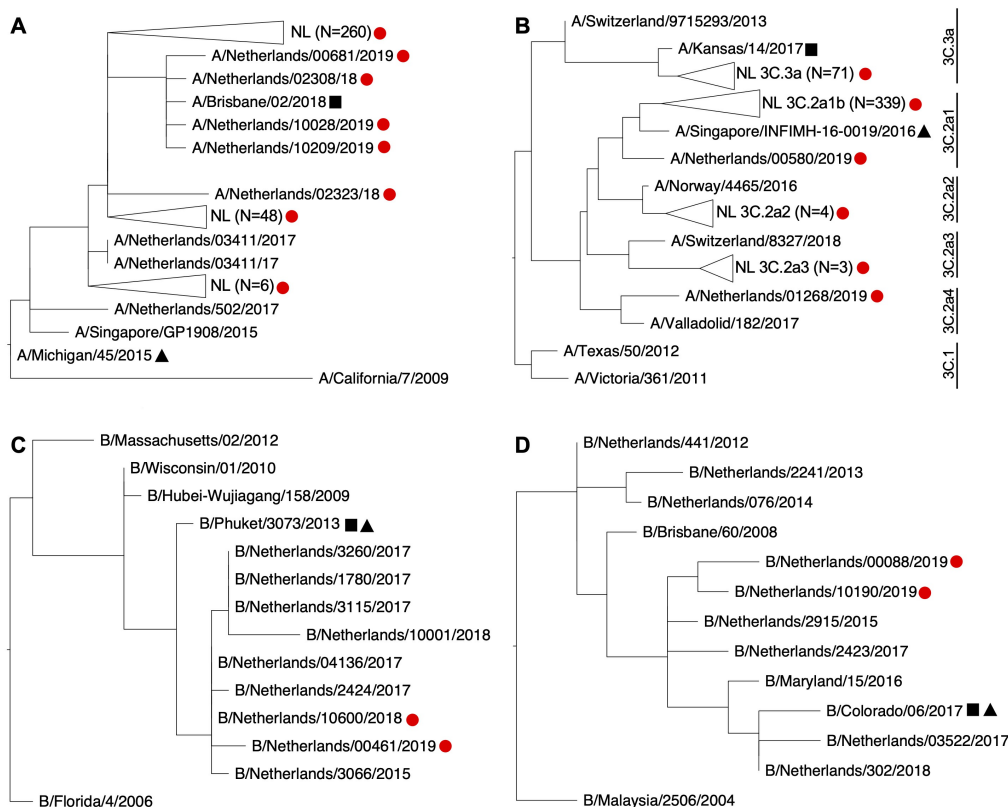 A
NL (N=260)
A/Netherlands/00681/2019
A/Netherlands/02308/18
A/Brisbane/02/2018
A/Netherlands/10028/2019
A/Netherlands/10209/2019
A/Netherlands/02323/18
NL (N=48)
A/Netherlands/03411/2017
A/Netherlands/03411/17
NL (N=6)
A/Netherlands/502/2017
A/Singapore/GP1908/2015
A/Michigan/45/2015
A/California/7/2009
B
A/Switzerland/9715293/2013
A/Kansas/14/2017
NL 3C.3a (N=71)
NL 3C.2a1b (N=339)
A/Singapore/INFIMH-16-0019/2016
A/Netherlands/00580/2019
A/Norway/4465/2016
NL 3C.2a2 (N=4)
A/Switzerland/8327/2018
NL 3C.2a3 (N=3)
A/Netherlands/01268/2019
A/Valladolid/182/2017
A/Texas/50/2012
A/Victoria/361/2011
3C.3a
3C.2a1
3C.2a2
3C.2a3
3C.2a4
3C.1
C
B/Massachusetts/02/2012
B/Wisconsin/01/2010
B/Hubei-Wujiagang/158/2009
B/Phuket/3073/2013
B/Netherlands/3260/2017
B/Netherlands/1780/2017
B/Netherlands/3115/2017
B/Netherlands/10001/2018
B/Netherlands/04136/2017
B/Netherlands/2424/2017
B/Netherlands/10600/2018
B/Netherlands/00461/2019
B/Netherlands/3066/2015
B/Florida/4/2006
D
B/Netherlands/441/2012
B/Netherlands/2241/2013
B/Netherlands/076/2014
B/Brisbane/60/2008
B/Netherlands/00088/2019
B/Netherlands/10190/2019
B/Netherlands/2915/2015
B/Netherlands/2423/2017
B/Maryland/15/2016
B/Colorado/06/2017
B/Netherlands/03522/2017
B/Netherlands/302/2018
B/Malaysia/2506/2004